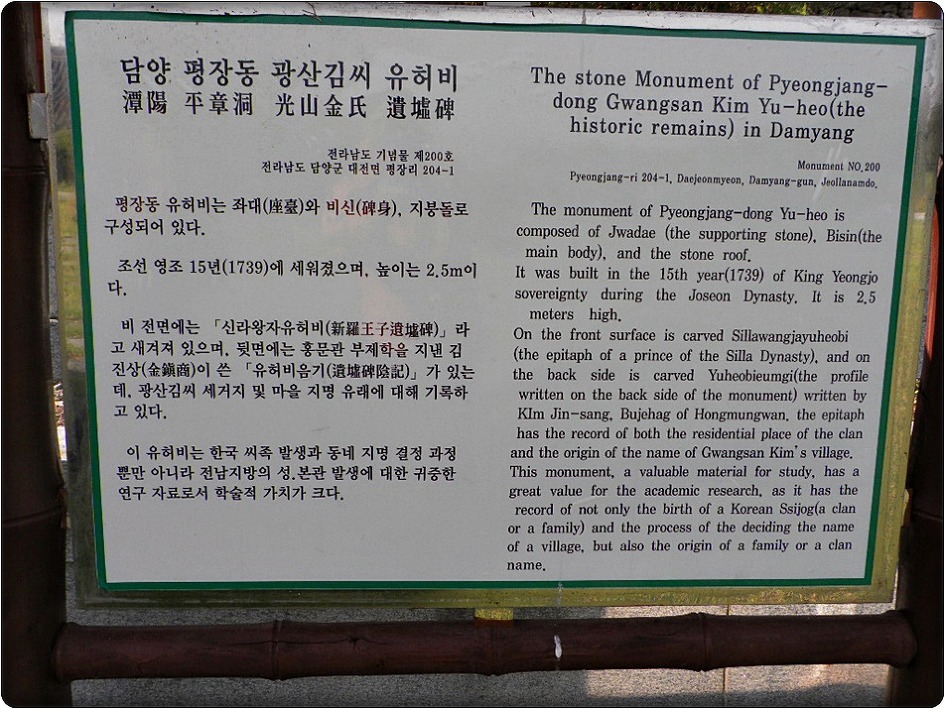 담양 평장동 광산김씨 유허비
潭陽 平章洞 光山金氏 遺墟碑
전라남도 기념물 제200호
전라남도 담양군 대전면 평장리 204-1
평장동 유허비는 좌대(座臺)와 비신(碑身), 지붕돌로
구성되어 있다.
조선 영조 15년(1739)에 세워졌으며, 높이는 2.5m이
다.
비 전면에는 「신라왕자유허비(新羅王子遺墟碑)」라
고 새겨져 있으며, 뒷면에는 홍문관 부제학을 지낸 김
진상(金鎭商)이 쓴 「유허비음기(遺墟碑陰記)」가 있는
데, 광산김씨 세거지 및 마을 지명 유래에 대해 기록하
고 있다.
이 유허비는 한국 씨족 발생과 동네 지명 결정 과정
뿐만 아니라 전남지방의 성.본관 발생에 대한 귀중한
연구 자료로서 학술적 가치가 크다.
The stone Monument of Pyeongjang-
dong Gwangsan Kim Yu-heo(the
historic remains) in Damyang
Monument NO.200
Pyeongjang-ri 204-1, Daejeonmyeon, Damyang-gun, Jeollanamdo.
The monument of Pyeongjang-dong Yu-heo is
composed of Jwadae (the supporting stone), Bisin(the
main body), and the stone roof.
It was built in the 15th year(1739) of King Yeongjo
sovereignty during the Joseon Dynasty. It is 2.5
meters high.
On the front surface is carved Sillawangjayuheobi
(the epitaph of a prince of the Silla Dynasty), and on
the back side is carved Yuheobieumgi(the profile
written on the back side of the monument) written by
KIm Jin-sang, Bujehag of Hongmungwan. the epitaph
has the record of both the residential place of the clan
and the origin of the name of Gwangsan Kim's village.
This monument, a valuable material for study, has a
great value for the academic research, as it has the
record of not only the birth of a Korean Ssijog(a clan
or a family) and the process of the deciding the name
of a village, but also the origin of a family or a clan
name.